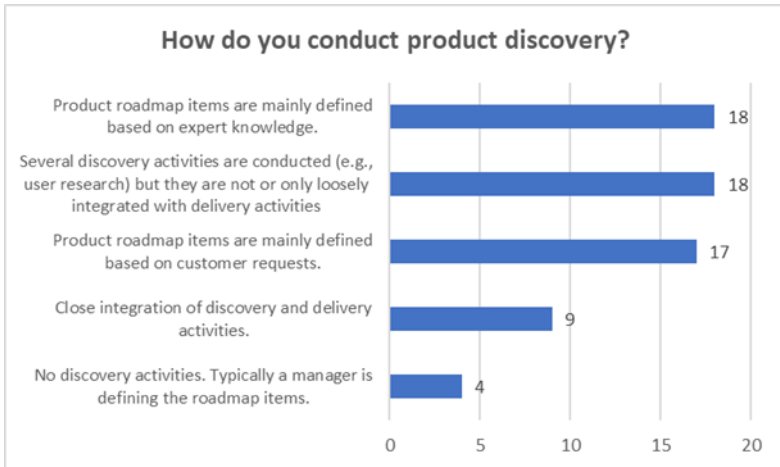 How do you conduct product discovery?
Product roadmap items are mainly defined
based on expert knowledge.
18
Several discovery activities are conducted (e.g.,
user research) but they are not or only loosely
integrated with delivery activities
18
Product roadmap items are mainly defined
based on customer requests.
17
Close integration of discovery and delivery
activities.
9
No discovery activities. Typically a manager is
defining the roadmap items.
4
0 5 10 15 20